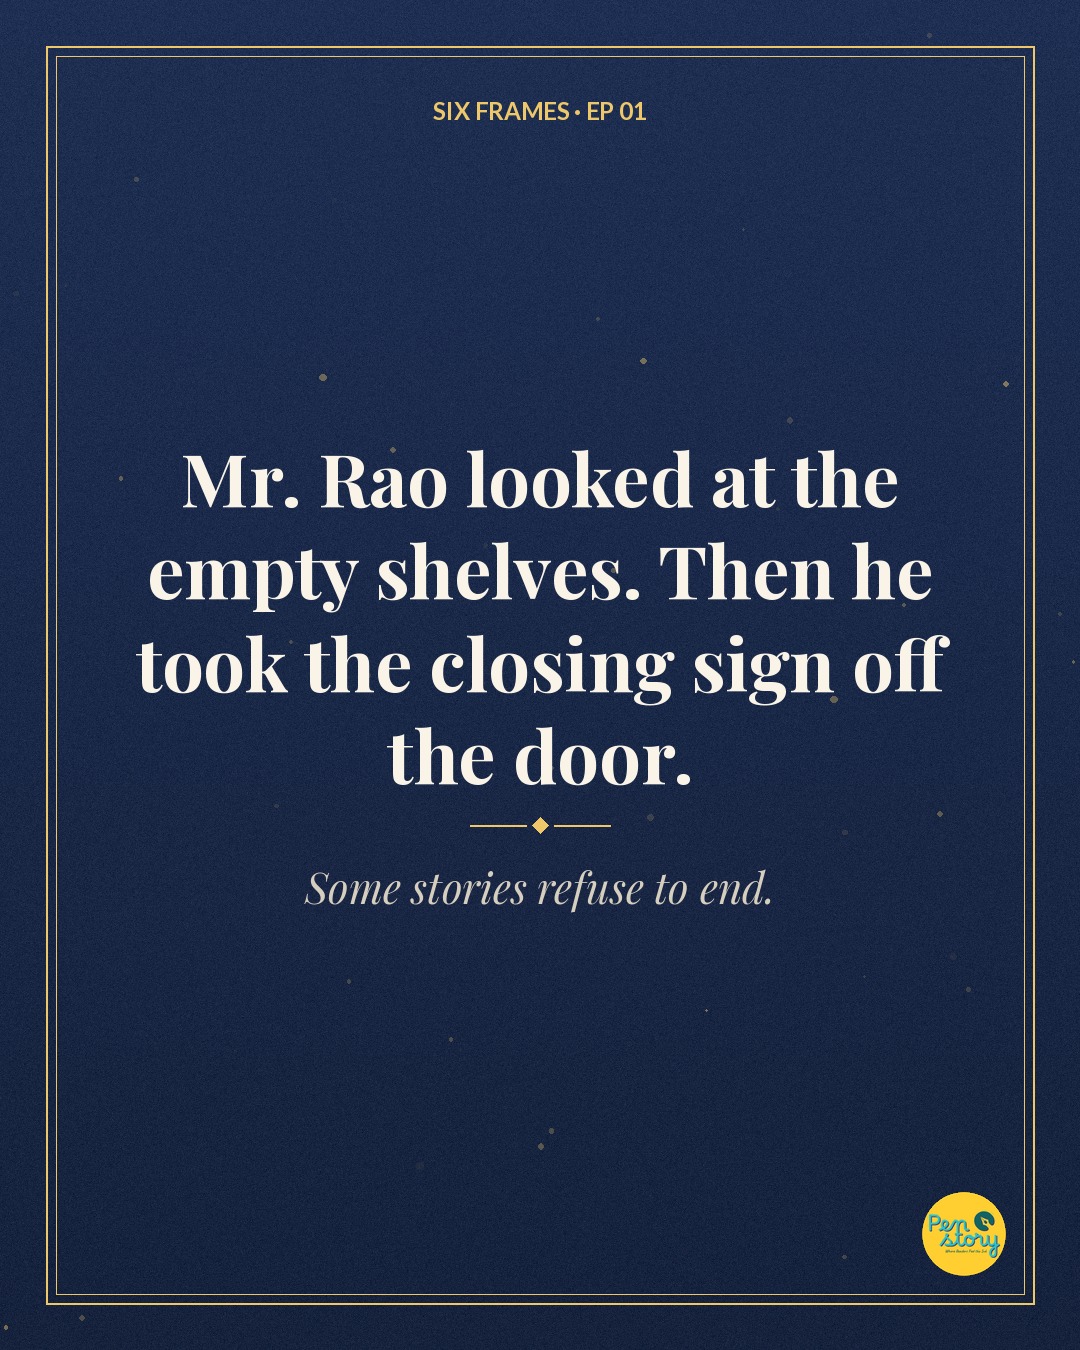 SIX FRAMES · EP 01
Mr. Rao looked at the
empty shelves. Then he
took the closing sign off
the door.
Some stories refuse to end.
Pen
story